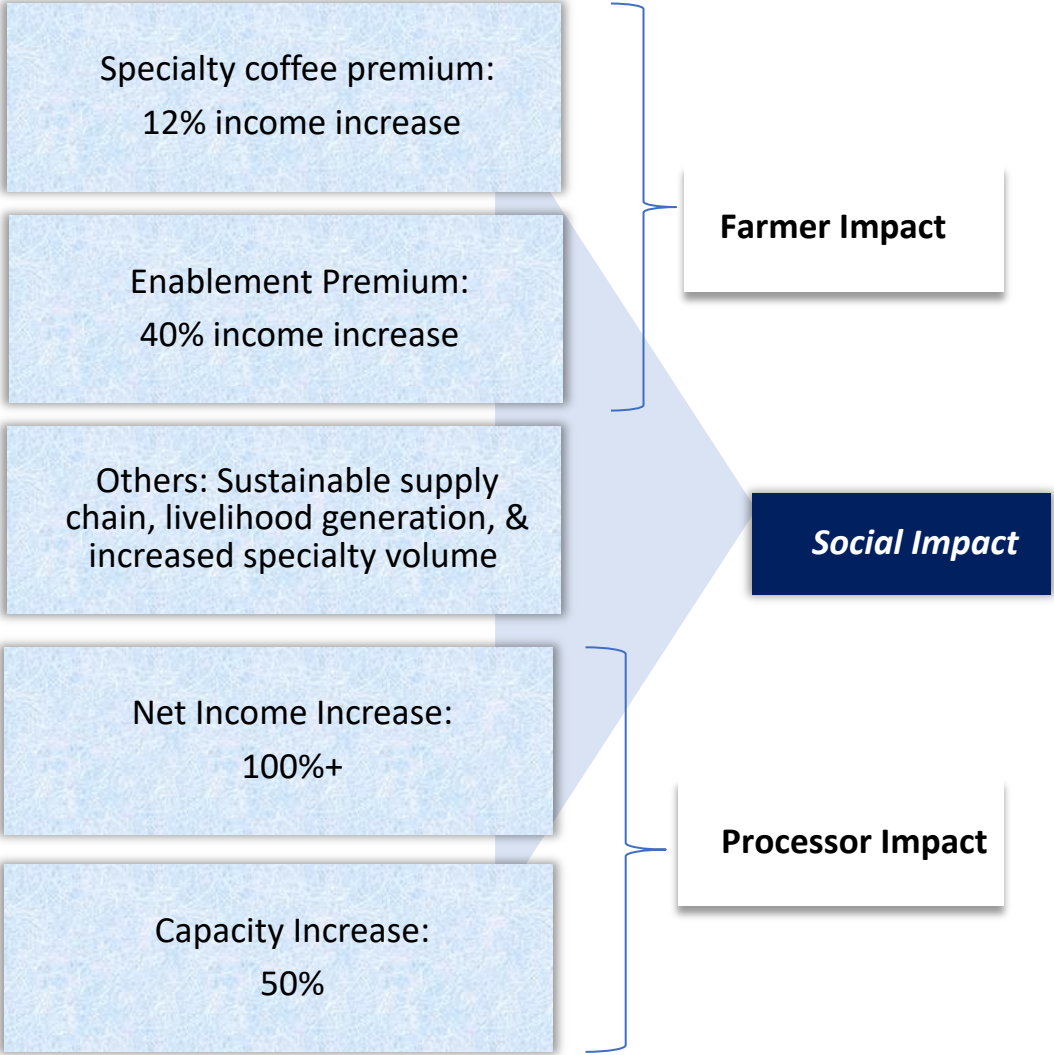 Specialty coffee premium:
12% income increase
Farmer Impact
Enablement Premium:
40% income increase
Others: Sustainable supply
chain, livelihood generation, &
increased specialty volume
Social Impact
Net Income Increase:
100%+
Processor Impact
Capacity Increase:
50%